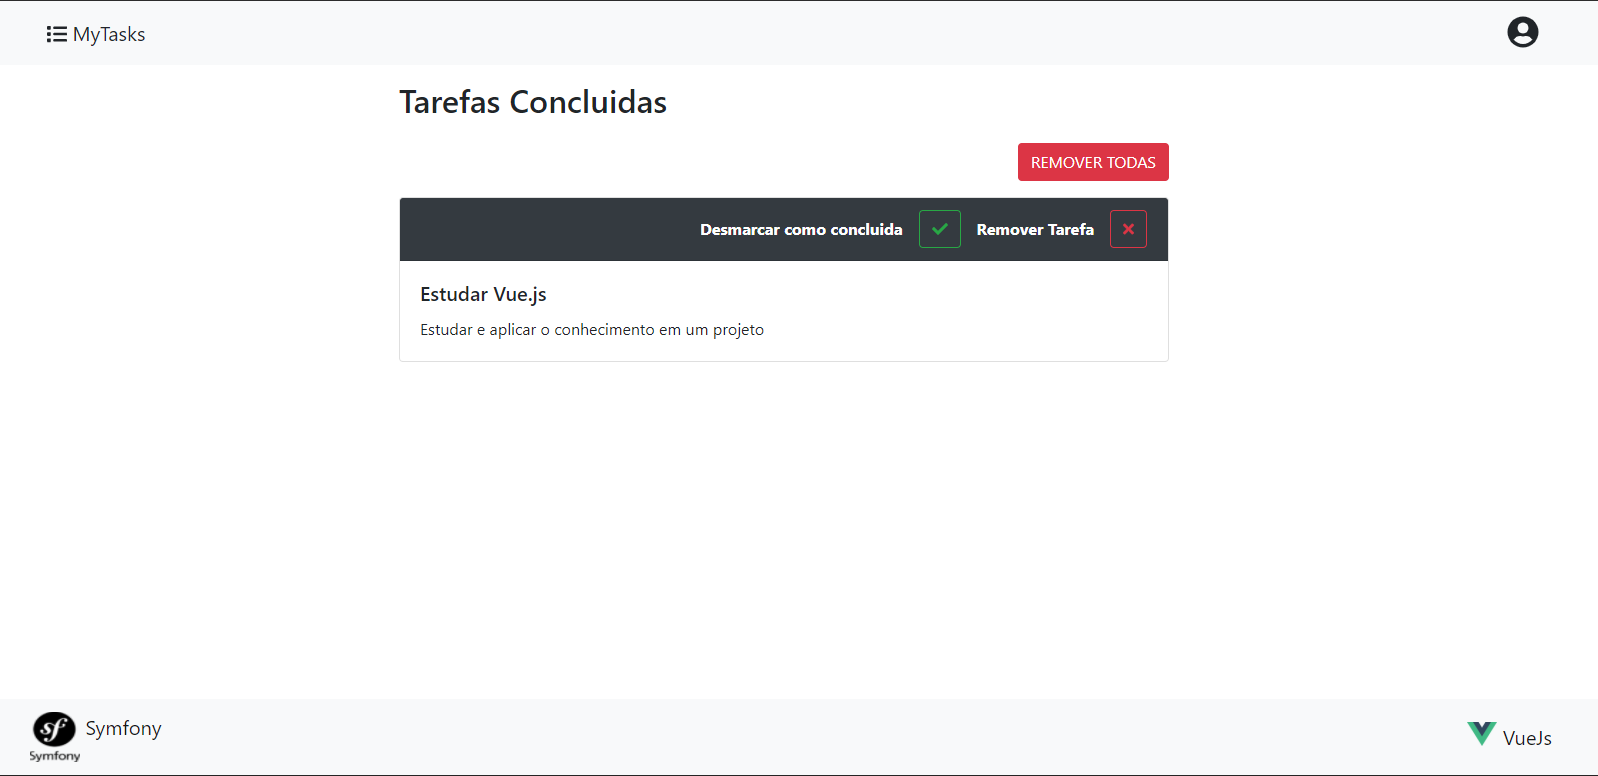 MyTasks
Tarefas Concluidas
REMOVER TODAS
Desmarcar como concluida Remover Tarefa
Estudar Vue.js
Estudar e aplicar o conhecimento em um projeto
sf
Symfony
Symfony
VueJs